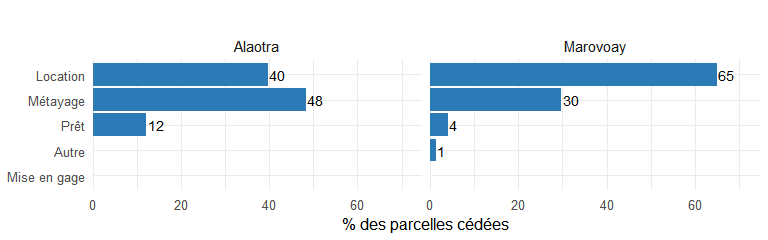 Alaotra Marovoay
Location 40 65
Métayage 48 30
Prêt 12 4
Autre 1
Mise en gage
0 20 40 60 0 20 40 60
% des parcelles cédées